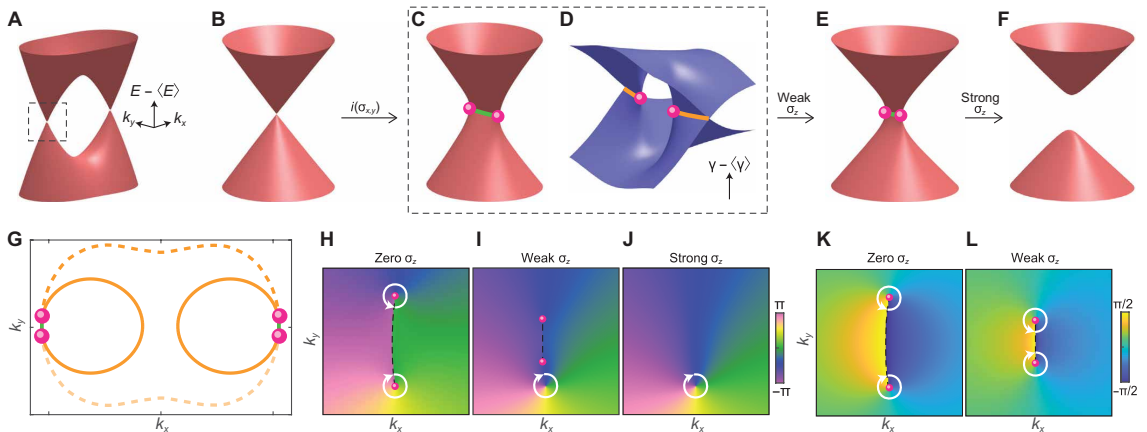 A
B
C
D
E
F
E − ⟨E⟩
k_y
k_x
i(σ_{x,y})
γ − ⟨γ⟩
Weak
σ_z
Strong
σ_z
G
H
I
J
K
L
Zero σ_z
Weak σ_z
Strong σ_z
Zero σ_z
Weak σ_z
k_y
k_y
k_y
π
−π
π/2
−π/2
k_x
k_x
k_x
k_x
k_x
k_x